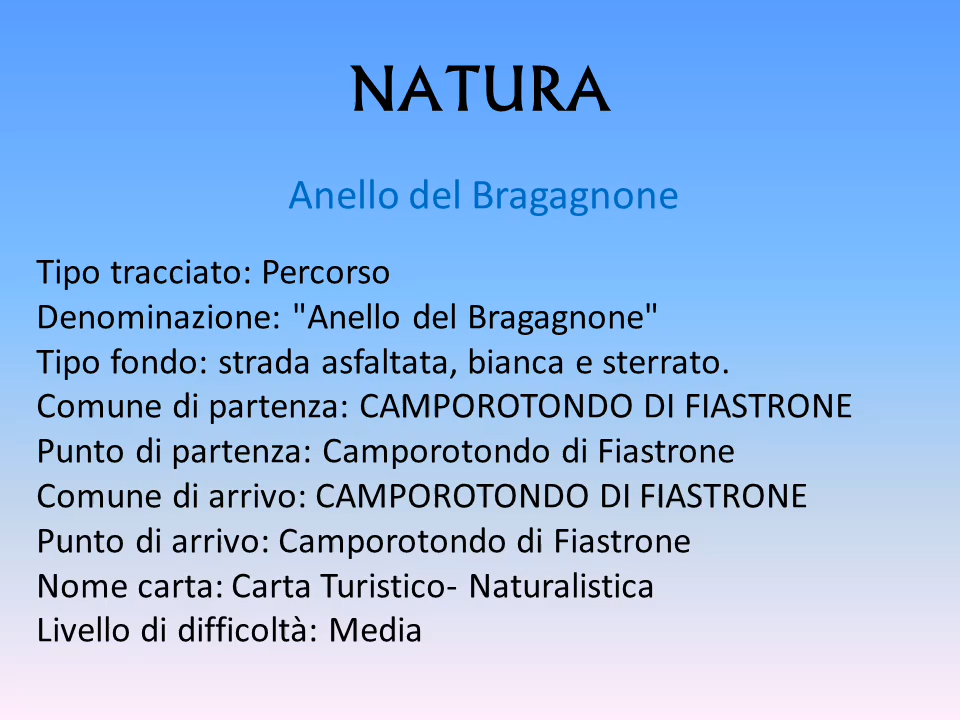 NATURA
Anello del Bragagnone
Tipo tracciato: Percorso
Denominazione: "Anello del Bragagnone"
Tipo fondo: strada asfaltata, bianca e sterrato.
Comune di partenza: CAMPOROTONDO DI FIASTRONE
Punto di partenza: Camporotondo di Fiastrone
Comune di arrivo: CAMPOROTONDO DI FIASTRONE
Punto di arrivo: Camporotondo di Fiastrone
Nome carta: Carta Turistico- Naturalistica
Livello di difficoltà: Media